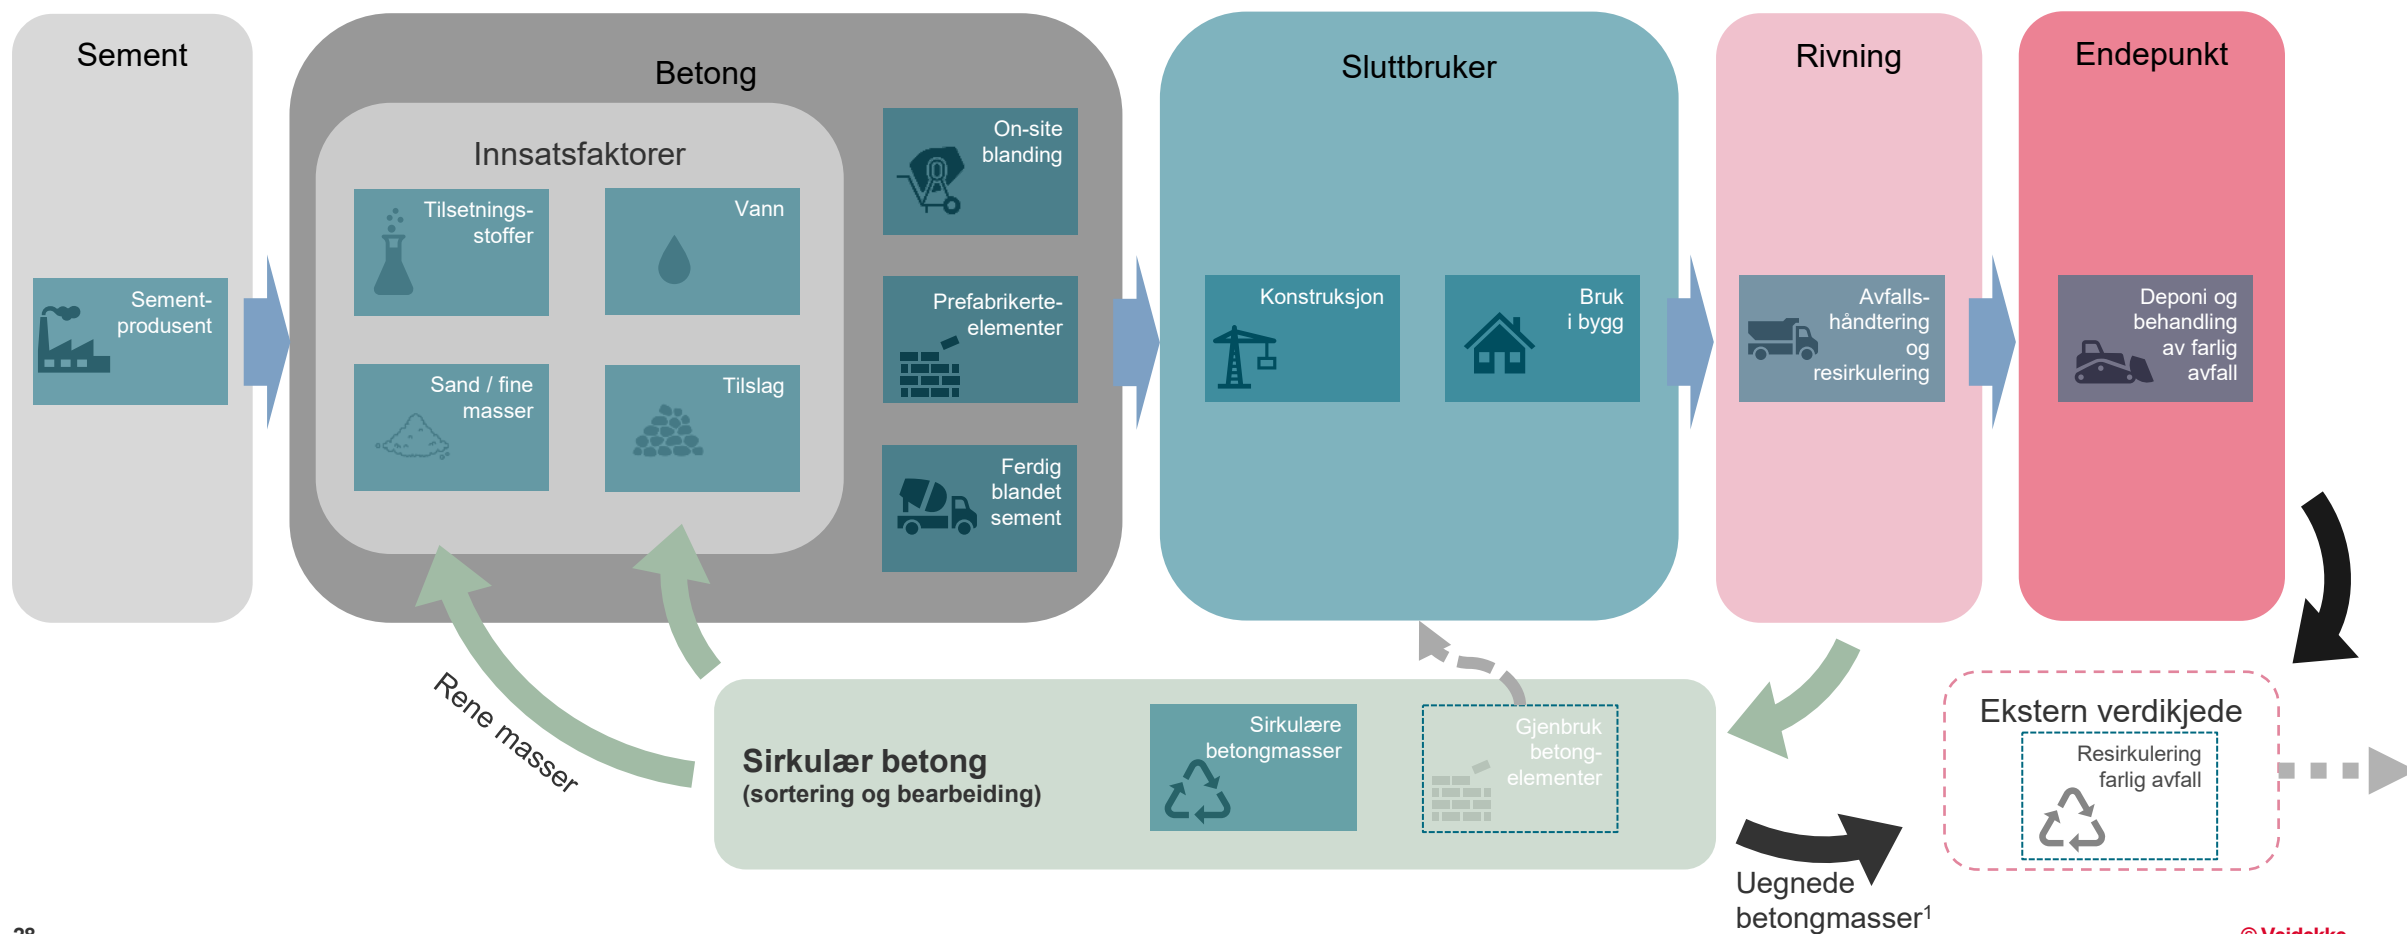 Sement
Sement-
produsent
Betong
Innsatsfaktorer
Tilsetnings-
stoffer
Vann
Sand / fine
masser
Tilslag
On-site
blanding
Prefabrikerte-
elementer
Ferdig
blandet
sement
Sluttbruker
Konstruksjon
Bruk
i bygg
Rivning
Avfalls-
håndtering
og
resirkulering
Endepunkt
Deponi og
behandling
av farlig
avfall
Rene masser
Sirkulær betong
(sortering og bearbeiding)
Sirkulære
betongmasser
Gjenbruk
betong-
elementer
Uegnede
betongmasser¹
Ekstern verdikjede
Resirkulering
farlig avfall
28
© Veidekke